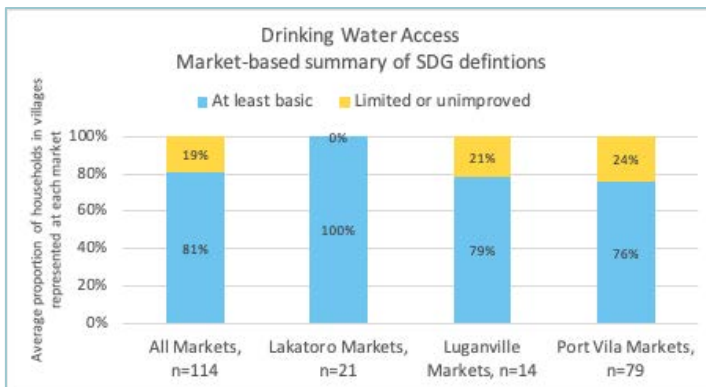 Drinking Water Access
Market-based summary of SDG defintions
At least basic
Limited or unimproved
Average proportion of households in villages
represented at each market
100%
80%
60%
40%
20%
0%
19%
81%
0%
100%
21%
79%
24%
76%
All Markets,
n=114
Lakatoro Markets,
n=21
Luganville
Markets, n=14
Port Vila Markets,
n=79